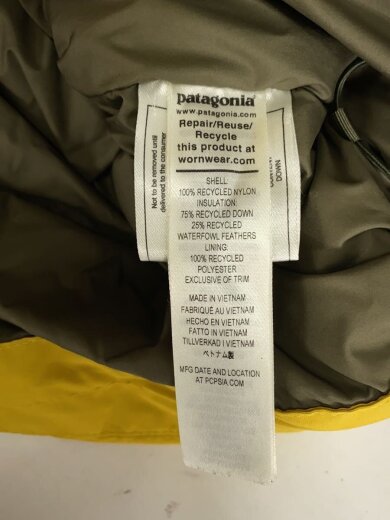 patagonia®
www.patagonia.com
Repair/Reuse/
Recycle
this product at
wornwear.com
SHELL:
100% RECYCLED NYLON
INSULATION:
75% RECYCLED DOWN
25% RECYCLED
WATERFOWL FEATHERS
LINING:
100% RECYCLED
POLYESTER
EXCLUSIVE OF TRIM
MADE IN VIETNAM
FABRIQUÉ AU VIETNAM
HECHO EN VIETNAM
FATTO IN VIETNAM
TILLVERKAD I VIETNAM
ベトナム製
MFG DATE AND LOCATION
AT PCPSIA.COM
Not to be removed until
delivered to the consumer
DOWN